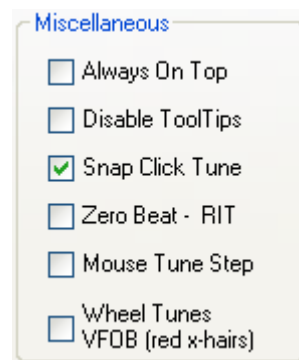 Miscellaneous
Always On Top
Disable ToolTips
Snap Click Tune
Zero Beat - RIT
Mouse Tune Step
Wheel Tunes
VFOB (red x-hairs)